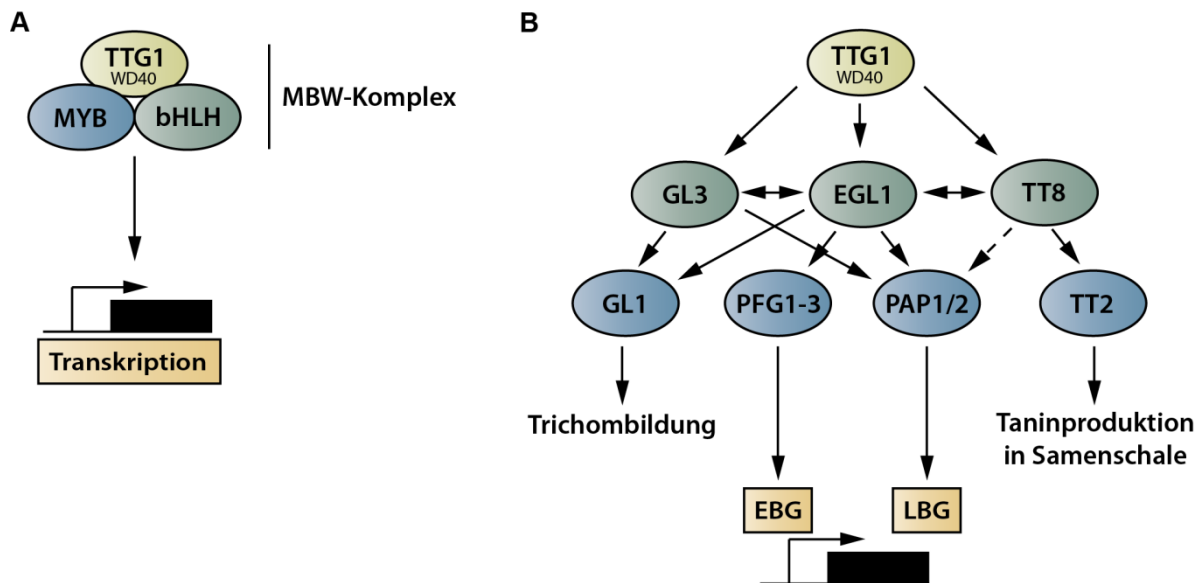 A
TTG1
WD40
MYB
bHLH
MBW-Komplex
Transkription
B
TTG1
WD40
GL3
EGL1
TT8
GL1
PFG1-3
PAP1/2
TT2
Trichombildung
Taninproduktion
in Samenschale
EBG
LBG